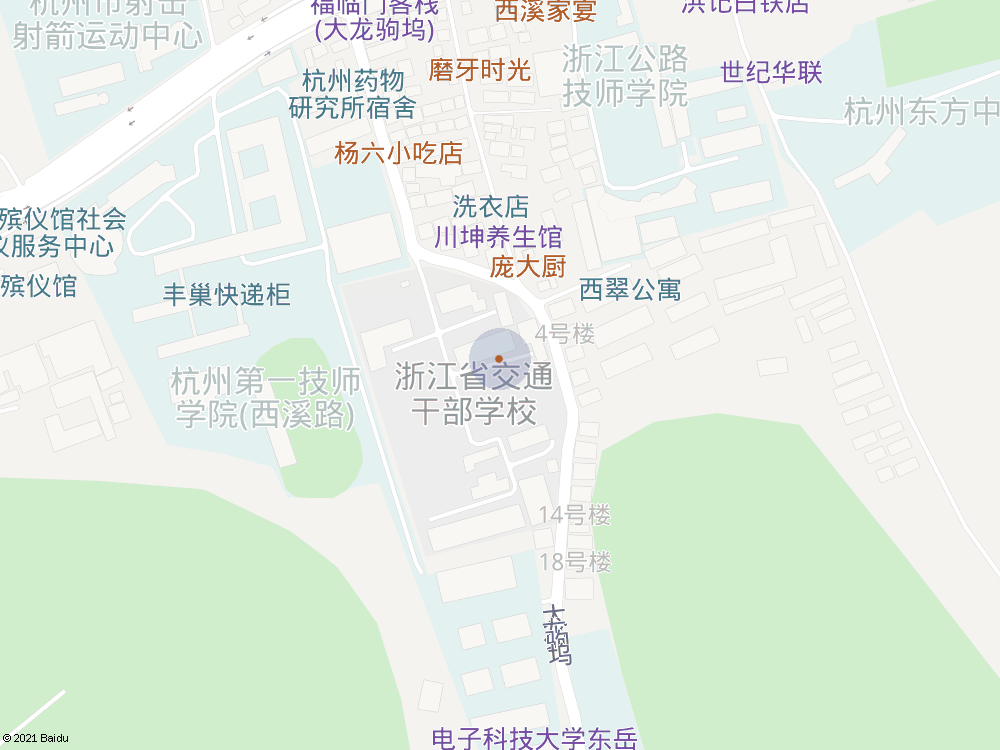 杭州市射击
射箭运动中心
福临门客栈
(大龙驹坞)
西溪家宴
洪记白铁店
磨牙时光
浙江公路
技师学院
世纪华联
杭州药物
研究所宿舍
杭州东方中
杨六小吃店
洗衣店
殡仪馆社会
仪服务中心
川坤养生馆
庞大厨
殡仪馆
丰巢快递柜
西翠公寓
4号楼
杭州第一技师
学院(西溪路)
浙江省交通
干部学校
14号楼
18号楼
驹坞
电子科技大学东岳
© 2021 Baidu